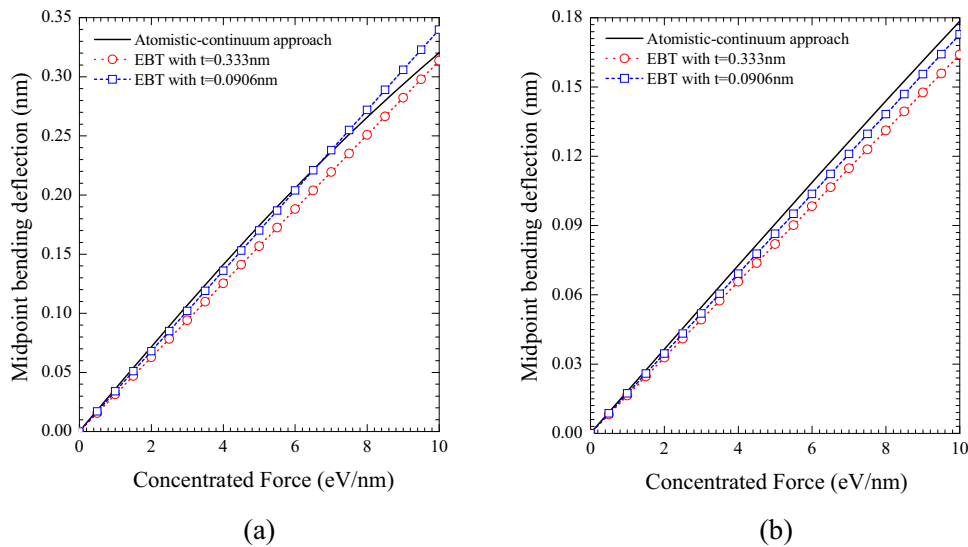 0.35
0.30
0.25
0.20
0.15
0.10
0.05
0.00
Midpoint bending deflection (nm)
Atomistic-continuum approach
EBT with t=0.333nm
EBT with t=0.0906nm
0 2 4 6 8 10
Concentrated Force (eV/nm)
(a)
0.18
0.15
0.12
0.09
0.06
0.03
0.00
Midpoint bending deflection (nm)
Atomistic-continuum approach
EBT with t=0.333nm
EBT with t=0.0906nm
0 2 4 6 8 10
Concentrated Force (eV/nm)
(b)